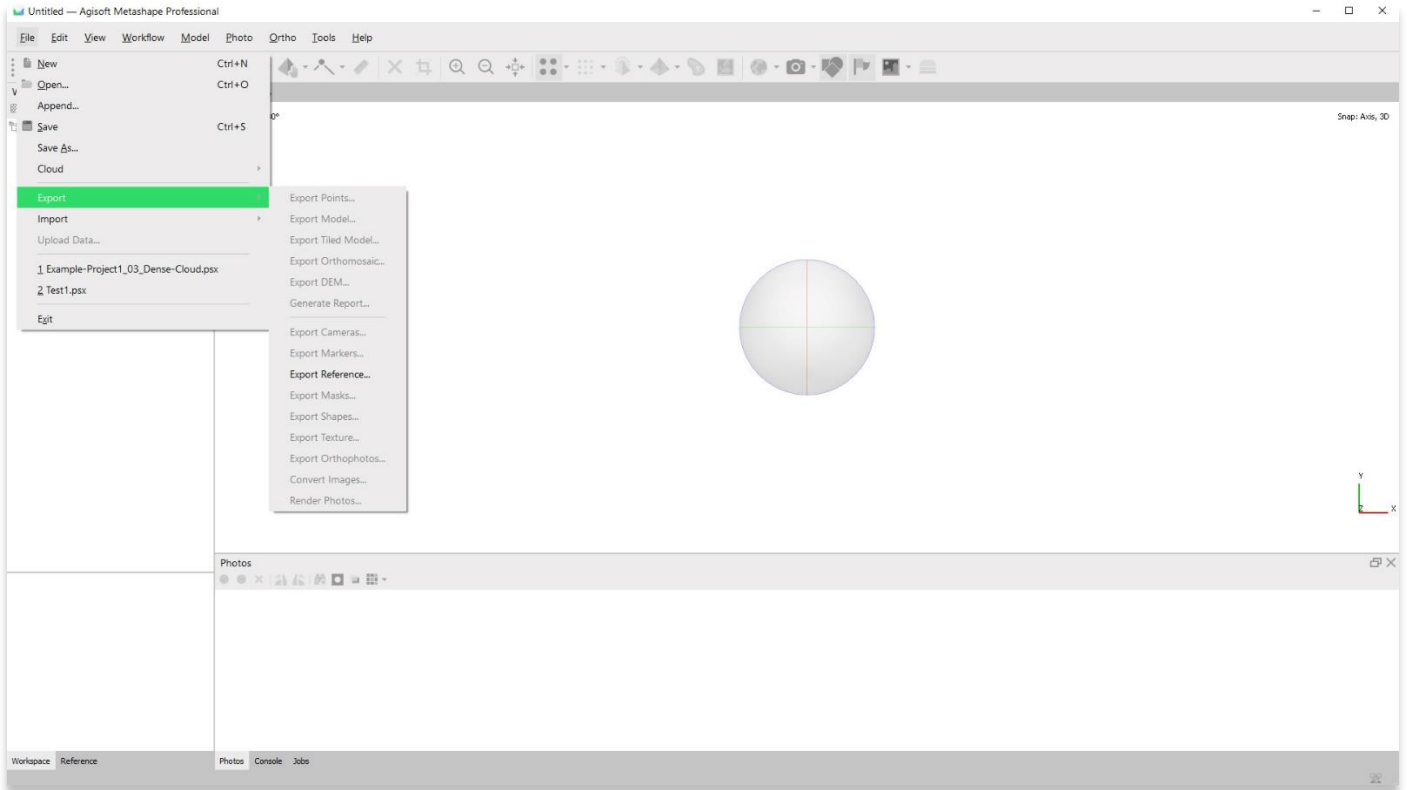 Untitled — Agisoft Metashape Professional
File Edit View Workflow Model Photo Ortho Tools Help
New Ctrl+N
Open... Ctrl+O
Append...
Save Ctrl+S
Save As...
Cloud
Export
Import
Upload Data...
1 Example-Project1_03_Dense-Cloud.psx
2 Test1.psx
Exit
Export Points...
Export Model...
Export Tiled Model...
Export Orthomosaic...
Export DEM...
Generate Report...
Export Cameras...
Export Markers...
Export Reference...
Export Masks...
Export Shapes...
Export Texture...
Export Orthophotos...
Convert Images...
Render Photos...
Snap: Axis, 3D
Y
Z X
Photos
Workspace Reference
Photos Console Jobs